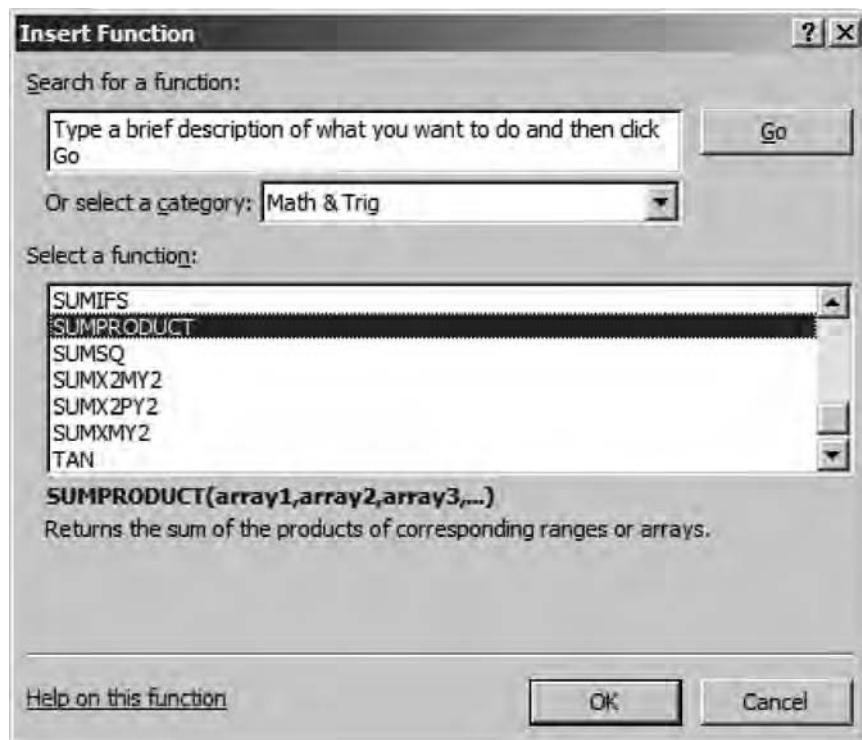 Insert Function
Search for a function:
Type a brief description of what you want to do and then click
Go
Go
Or select a category: Math & Trig
Select a function:
SUMIFS
SUMPRODUCT
SUMSQ
SUMX2MY2
SUMX2PY2
SUMXMY2
TAN
SUMPRODUCT(array1,array2,array3,...)
Returns the sum of the products of corresponding ranges or arrays.
Help on this function
OK
Cancel